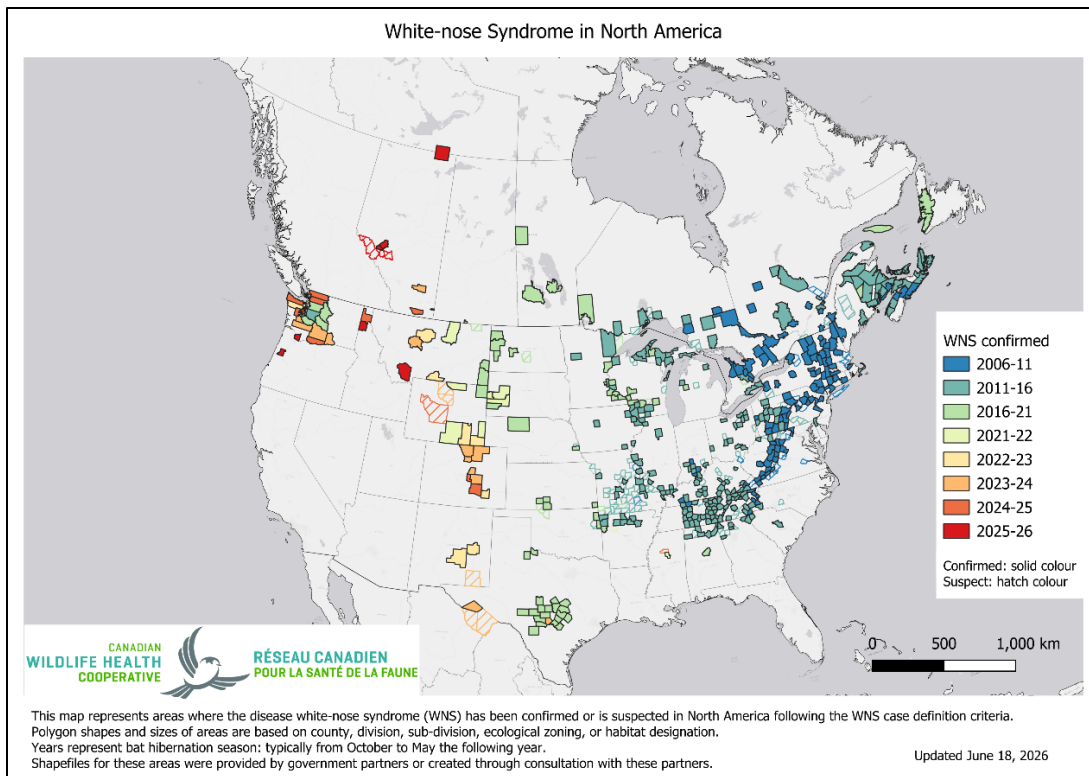 White-nose Syndrome in North America
WNS confirmed
2006-11
2011-16
2016-21
2021-22
2022-23
2023-24
2024-25
2025-26
Confirmed: solid colour
Suspect: hatch colour
0 500 1,000 km
CANADIAN
WILDLIFE HEALTH
COOPERATIVE
RÉSEAU CANADIEN
POUR LA SANTÉ DE LA FAUNE
This map represents areas where the disease white-nose syndrome (WNS) has been confirmed or is suspected in North America following the WNS case definition criteria.
Polygon shapes and sizes of areas are based on county, division, sub-division, ecological zoning, or habitat designation.
Years represent bat hibernation season: typically from October to May the following year.
Shapefiles for these areas were provided by government partners or created through consultation with these partners.
Updated June 18, 2026